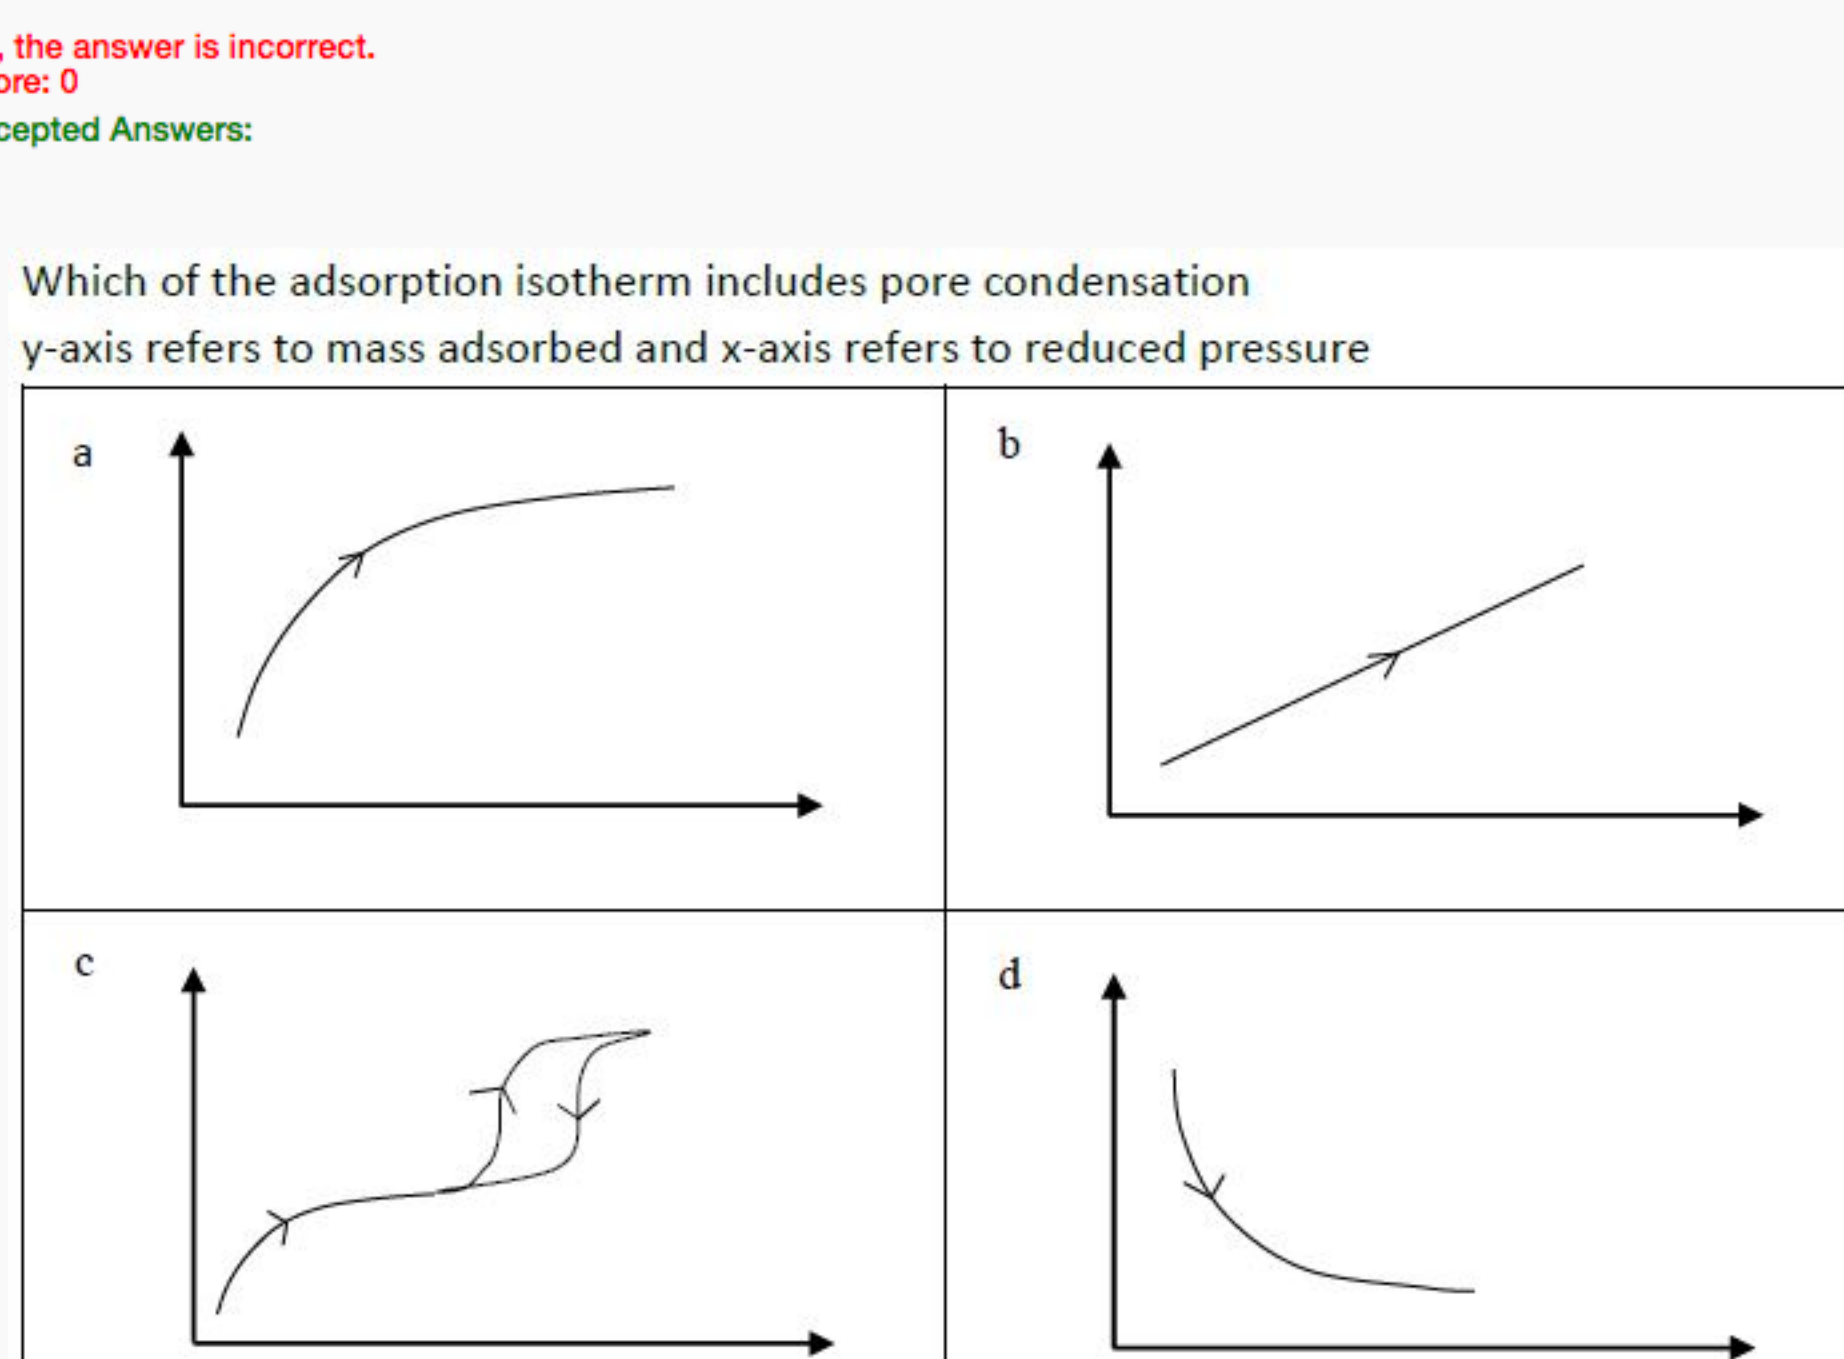 , the answer is incorrect.
ore: 0
cepted Answers:
Which of the adsorption isotherm includes pore condensation
y-axis refers to mass adsorbed and x-axis refers to reduced pressure
a
b
c
d